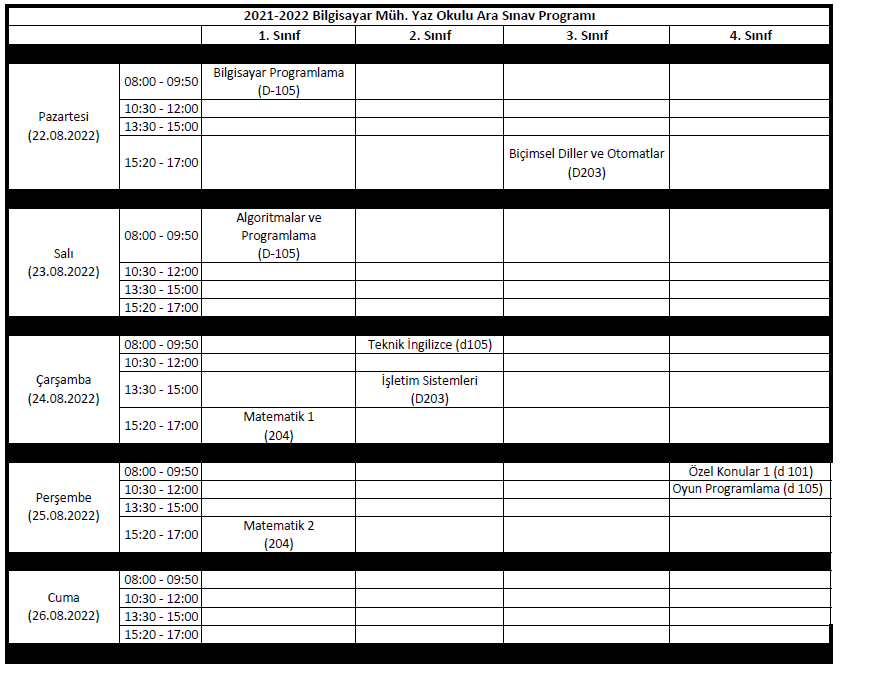 2021-2022 Bilgisayar Müh. Yaz Okulu Ara Sınav Programı
1. Sınıf 2. Sınıf 3. Sınıf 4. Sınıf
Pazartesi
(22.08.2022)
08:00 - 09:50 Bilgisayar Programlama
(D-105)
10:30 - 12:00
13:30 - 15:00
15:20 - 17:00 Biçimsel Diller ve Otomatlar
(D203)
Salı
(23.08.2022)
08:00 - 09:50 Algoritmalar ve
Programlama
(D-105)
10:30 - 12:00
13:30 - 15:00
15:20 - 17:00
Çarşamba
(24.08.2022)
08:00 - 09:50 Teknik İngilizce (d105)
10:30 - 12:00
13:30 - 15:00 İşletim Sistemleri
(D203)
15:20 - 17:00 Matematik 1
(204)
Perşembe
(25.08.2022)
08:00 - 09:50 Özel Konular 1 (d 101)
10:30 - 12:00 Oyun Programlama (d 105)
13:30 - 15:00
15:20 - 17:00 Matematik 2
(204)
Cuma
(26.08.2022)
08:00 - 09:50
10:30 - 12:00
13:30 - 15:00
15:20 - 17:00